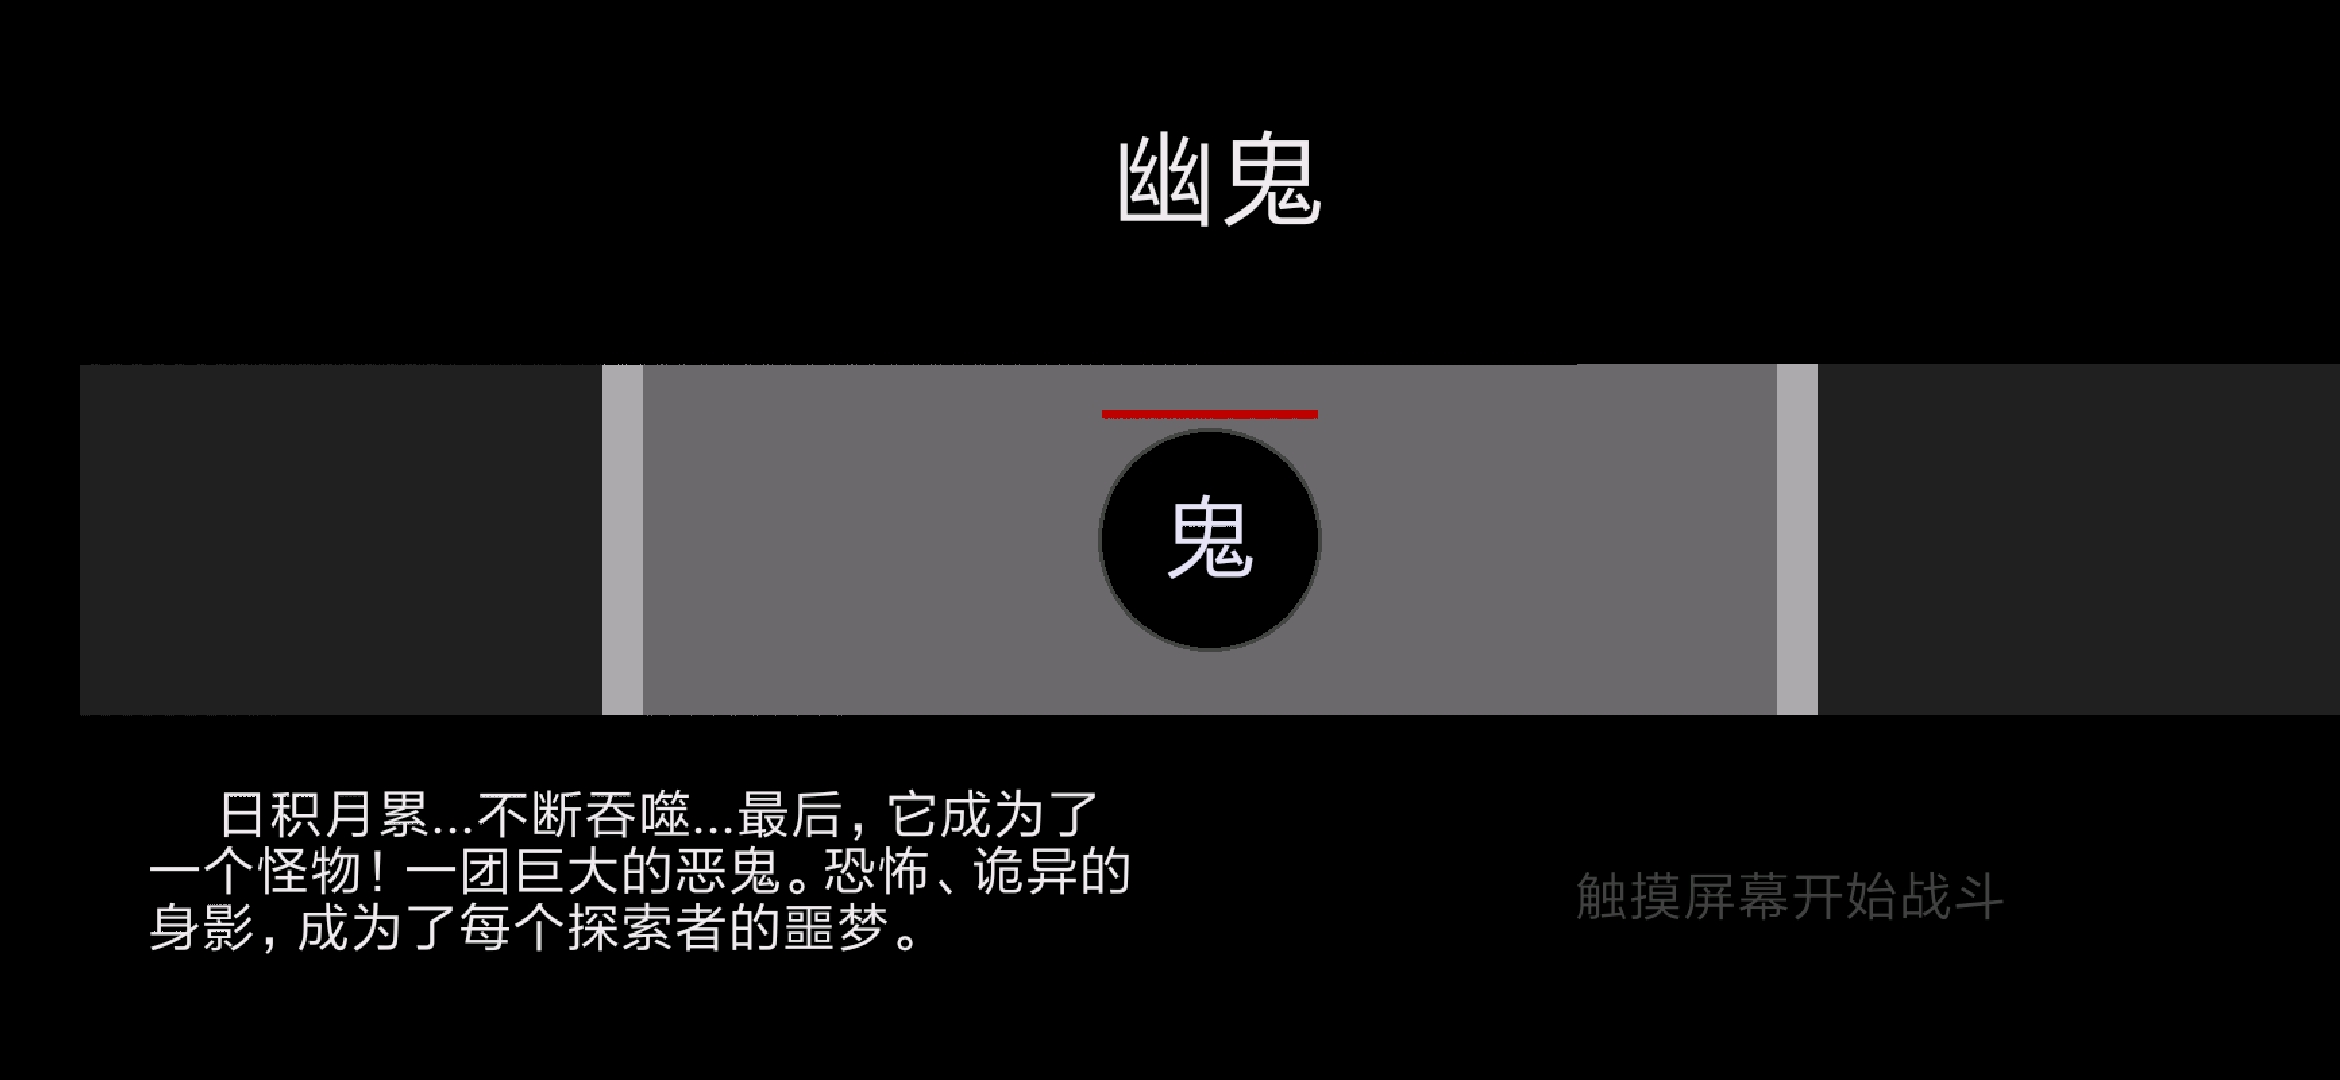 幽鬼
鬼
日积月累...不断吞噬...最后，它成为了
一个怪物！一团巨大的恶鬼。恐怖、诡异的
身影，成为了每个探索者的噩梦。
触摸屏幕开始战斗